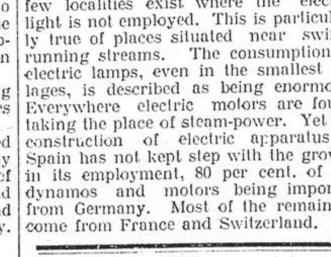 few localities exist where the elec
light is not employed. This is particul
ly true of places situated near swif
running streams. The consumption
electric lamps, even in the smallest
lages, is described as being enormo
Everywhere electric motors are for
taking the place of steam-power. Yet
construction of electric apparatus
Spain has not kept step with the gro
in its employment, 80 per cent. of
dynamos and motors being impor
from Germany. Most of the remain
come from France and Switzerland.